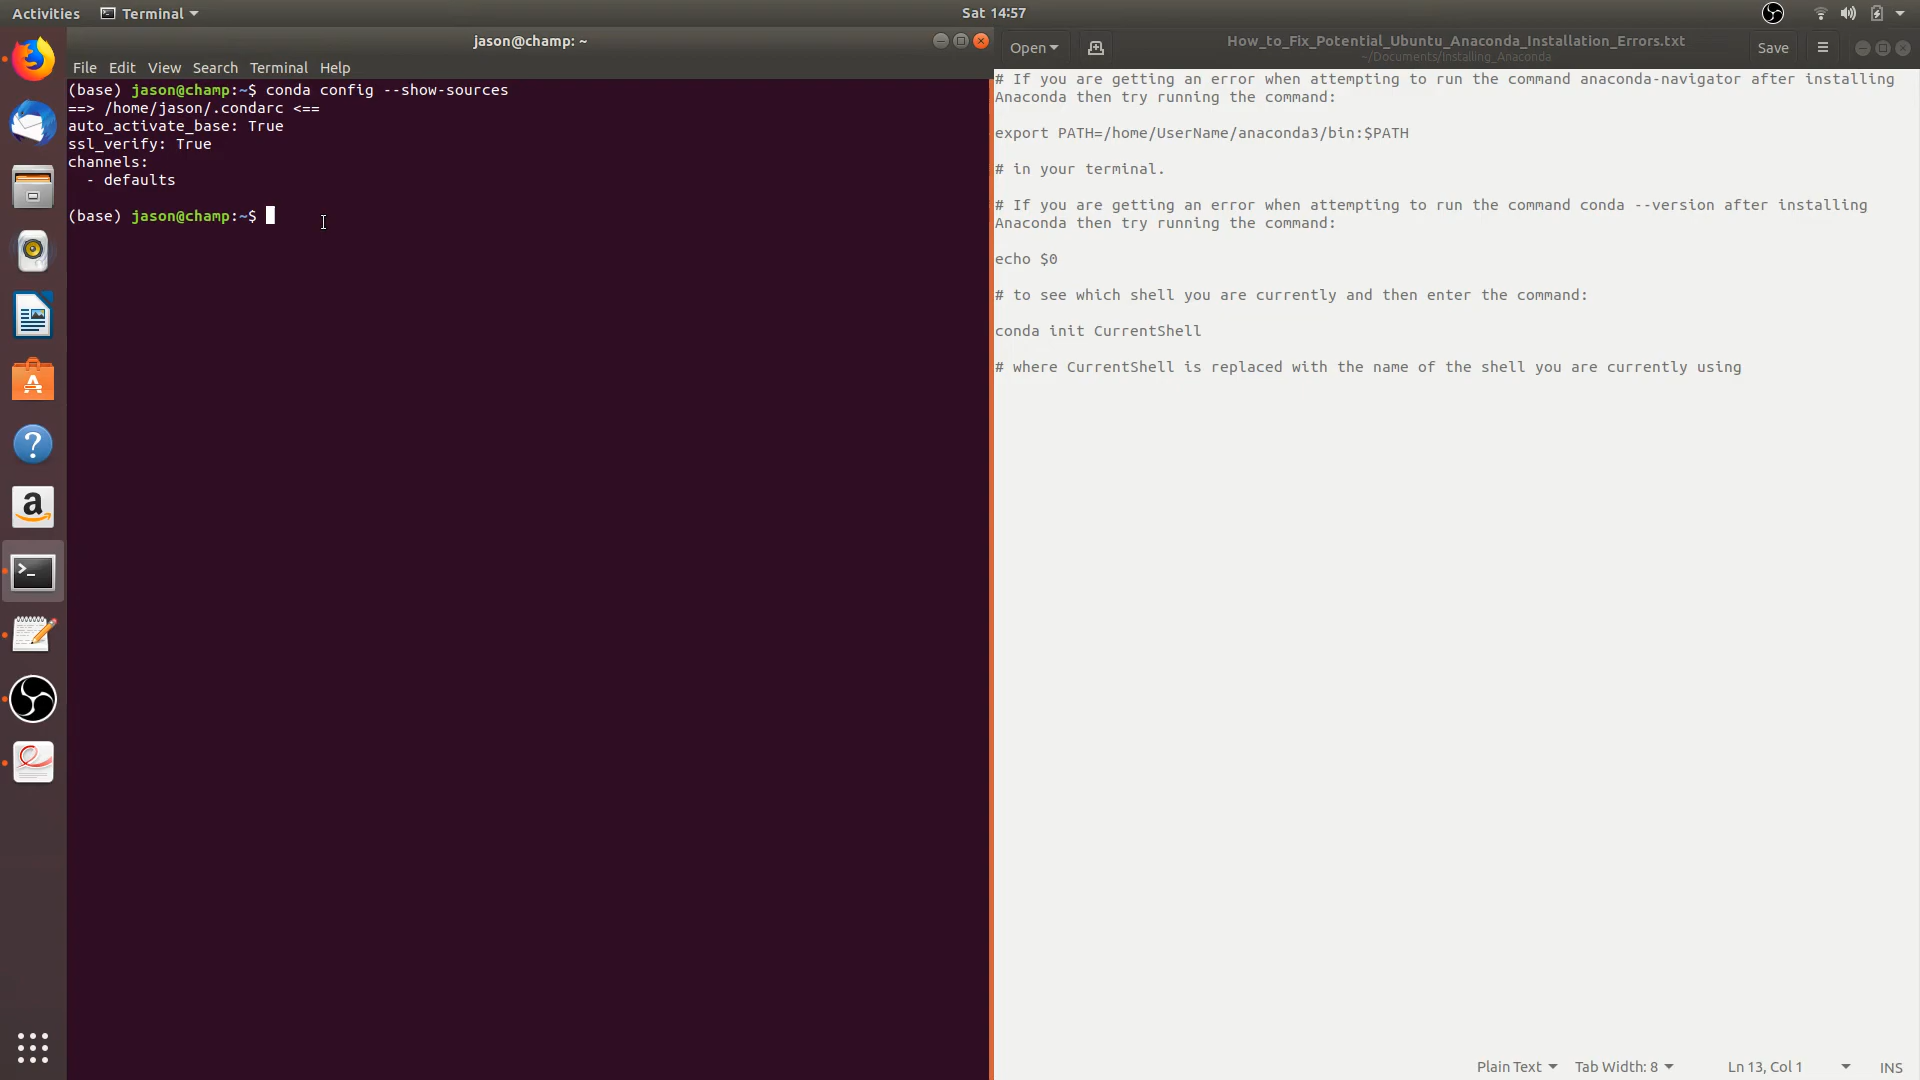 Activities Terminal Sat 14:57
jason@champ: ~
File Edit View Search Terminal Help
(base) jason@champ:~$ conda config --show-sources
==> /home/jason/.condarc <==
auto_activate_base: True
ssl_verify: True
channels:
  - defaults
(base) jason@champ:~$
Open How_to_Fix_Potential_Ubuntu_Anaconda_Installation_Errors.txt Save
~/Documents/Installing_Anaconda
# If you are getting an error when attempting to run the command anaconda-navigator after installing
Anaconda then try running the command:
export PATH=/home/UserName/anaconda3/bin:$PATH
# in your terminal.
# If you are getting an error when attempting to run the command conda --version after installing
Anaconda then try running the command:
echo $0
# to see which shell you are currently and then enter the command:
conda init CurrentShell
# where CurrentShell is replaced with the name of the shell you are currently using
Plain Text Tab Width: 8 Ln 13, Col 1 INS